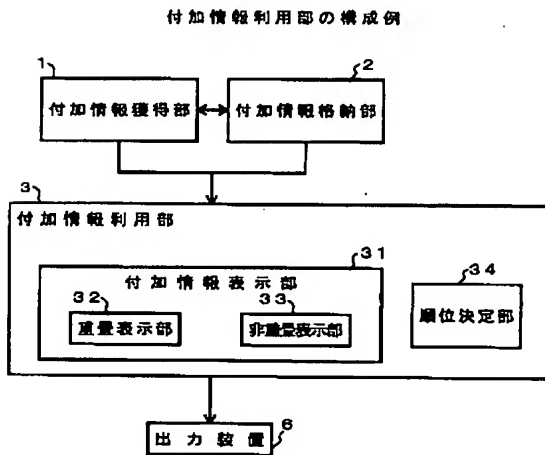 付加情報利用部の構成例
1
2
付加情報獲得部
付加情報格納部
3
付加情報利用部
31
付加情報表示部
32
重畳表示部
33
非重畳表示部
34
順位決定部
出力装置
6